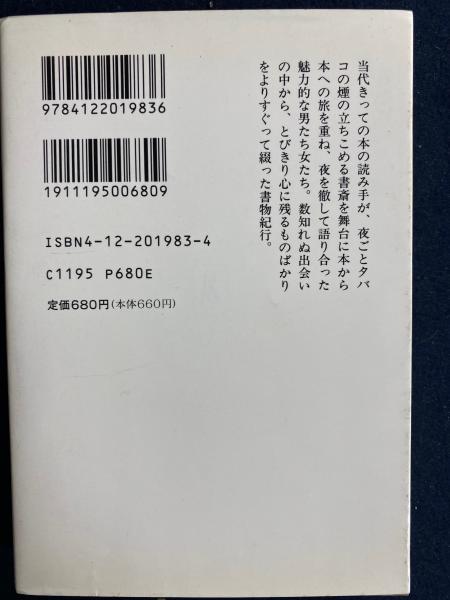 当代きっての本の読み手が、夜ごとタバ
コの煙の立ちこめる書斎を舞台に本から
本への旅を重ね、夜を徹して語り合った
魅力的な男たち女たち。数知れぬ出会い
の中から、とびきり心に残るものばかり
をよりすぐって綴った書物紀行。
9784122019836
1911195006809
ISBN4-12-201983-4
C1195 P680E
定価680円(本体660円)